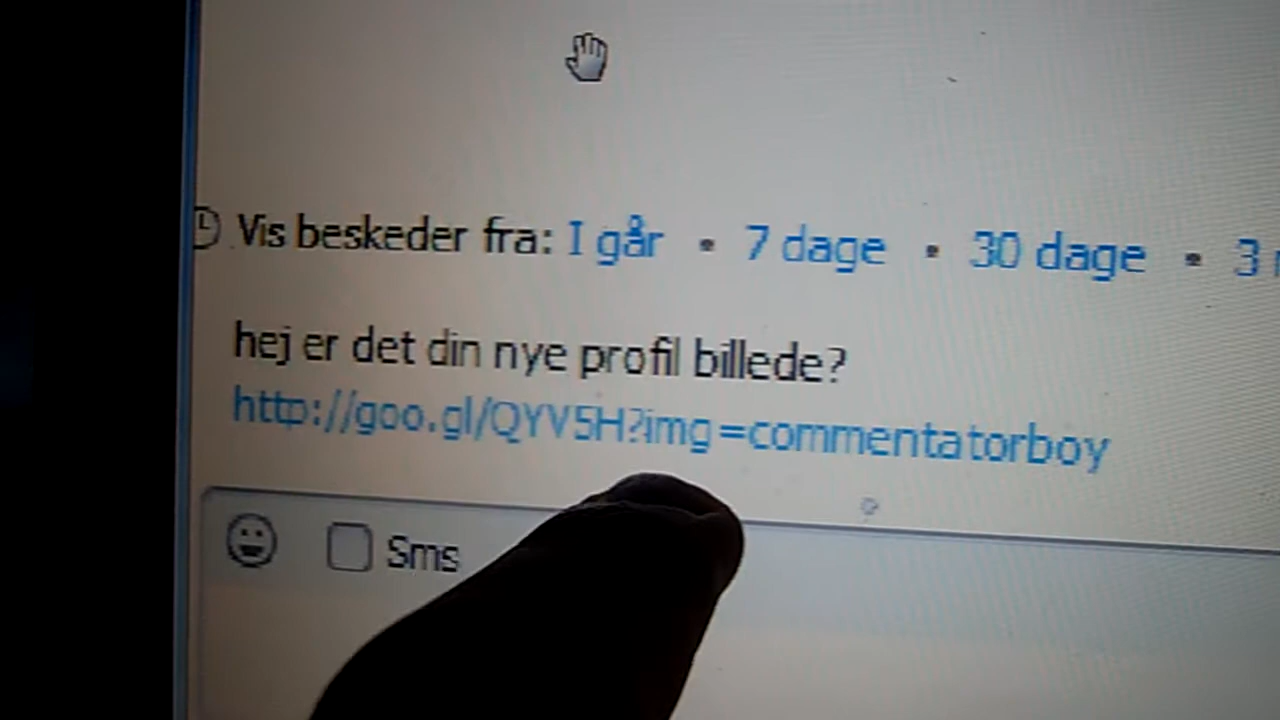 Vis beskeder fra: I går • 7 dage • 30 dage • 3
hej er det din nye profil billede?
http://goo.gl/QYV5H?img=commentatorboy
Sms